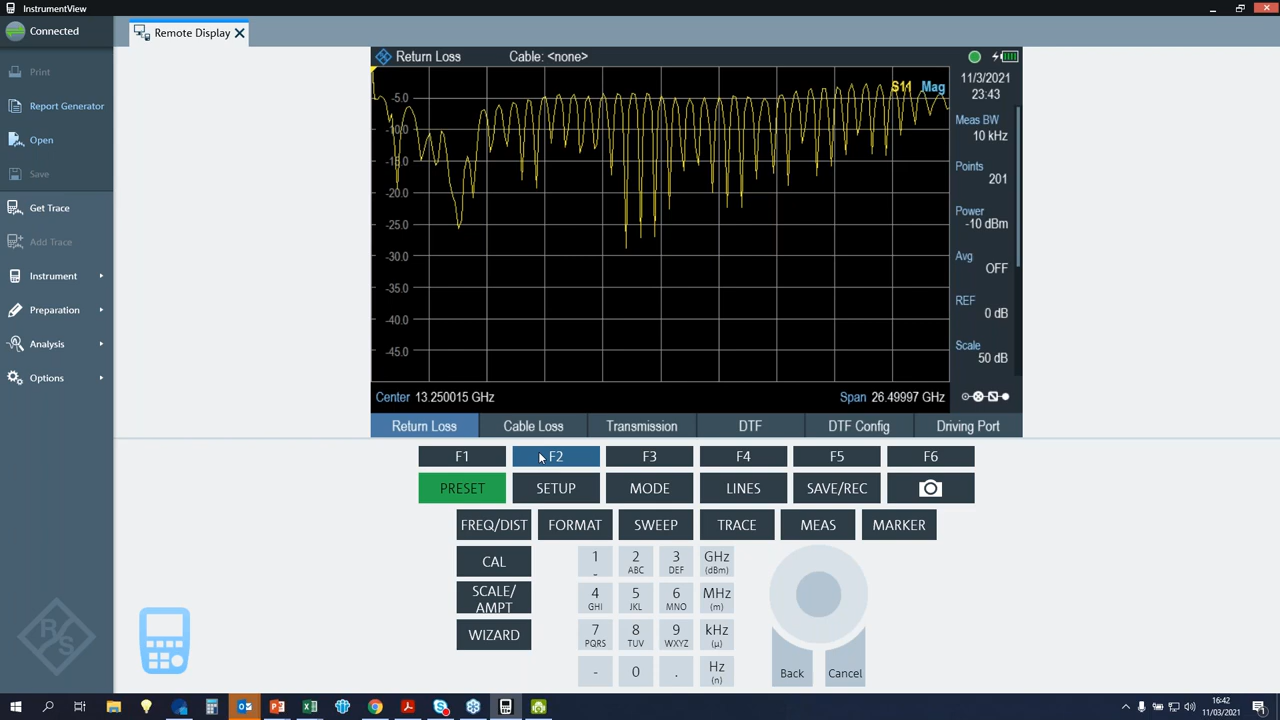 InstrumentView
Connected
Remote Display
Print
Report Generator
Open
Save
Get Trace
Add Trace
Instrument
Preparation
Analysis
Options
Return Loss
Cable: <none>
11/3/2021
23:43
S11 Mag
-5.0
-10.0
-15.0
-20.0
-25.0
-30.0
-35.0
-40.0
-45.0
Meas BW
10 kHz
Points
201
Power
-10 dBm
Avg
OFF
REF
0 dB
Scale
50 dB
Center 13.250015 GHz
Span 26.49997 GHz
Return Loss
Cable Loss
Transmission
DTF
DTF Config
Driving Port
F1
F2
F3
F4
F5
F6
PRESET
SETUP
MODE
LINES
SAVE/REC
FREQ/DIST
FORMAT
SWEEP
TRACE
MEAS
MARKER
CAL
1
-
2
ABC
3
DEF
GHz
(dBm)
SCALE/
AMPT
4
GHI
5
JKL
6
MNO
MHz
(m)
WIZARD
7
PQRS
8
TUV
9
WXYZ
kHz
(µ)
-
0
.
Hz
(n)
Back
Cancel
R S
16:42
11/03/2021
1